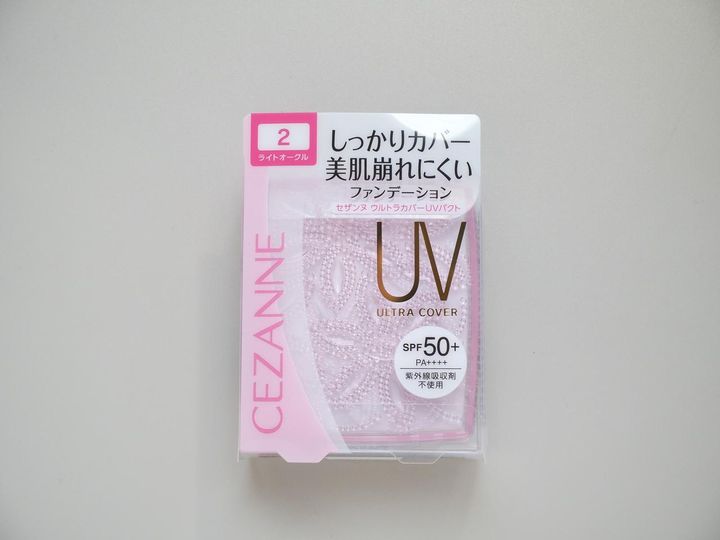 2
ライトオークル
しっかりカバー
美肌崩れにくい
ファンデーション
セザンヌ ウルトラカバーUVパクト
CEZANNE
UV
ULTRA COVER
SPF50+
PA++++
紫外線吸収剤
不使用